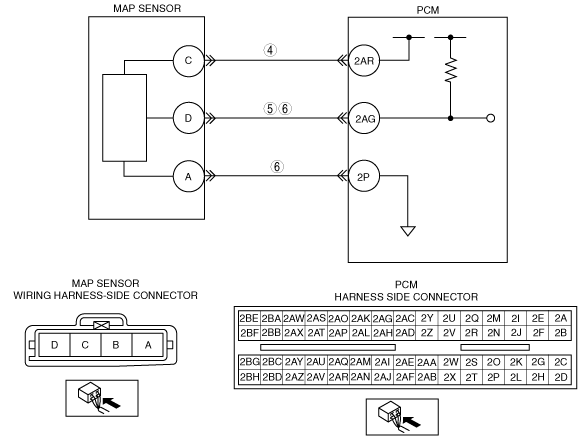 MAP SENSOR
PCM
C
④
2AR
D
⑤ ⑥
2AG
A
⑥
2P
MAP SENSOR
WIRING HARNESS-SIDE CONNECTOR
D C B A
PCM
HARNESS SIDE CONNECTOR
2BE 2BA 2AW 2AS 2AO 2AK 2AG 2AC 2Y 2U 2Q 2M 2I 2E 2A
2BF 2BB 2AX 2AT 2AP 2AL 2AH 2AD 2Z 2V 2R 2N 2J 2F 2B
2BG 2BC 2AY 2AU 2AQ 2AM 2AI 2AE 2AA 2W 2S 2O 2K 2G 2C
2BH 2BD 2AZ 2AV 2AR 2AN 2AJ 2AF 2AB 2X 2T 2P 2L 2H 2D